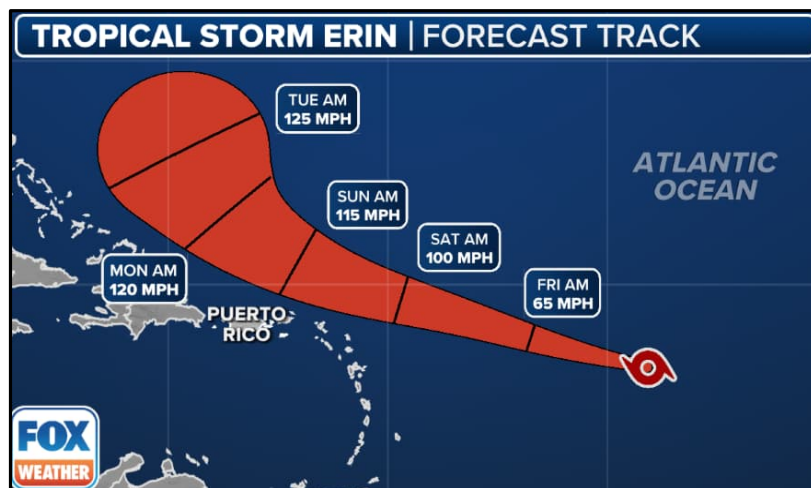 TROPICAL STORM ERIN | FORECAST TRACK
TUE AM
125 MPH
ATLANTIC
OCEAN
SUN AM
115 MPH
SAT AM
100 MPH
MON AM
120 MPH
FRI AM
65 MPH
PUERTO
RICO
FOX
WEATHER